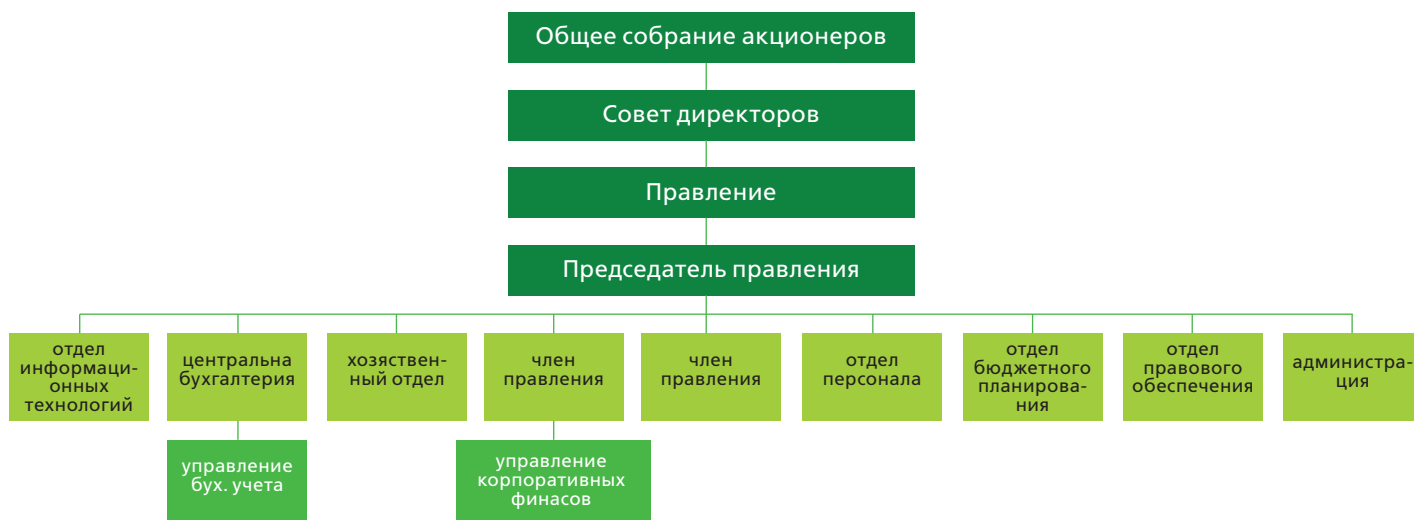 Общее собрание акционеров
Совет директоров
Правление
Председатель правления
отдел
информаци-
онных
технологий
центральна
бухгалтерия
хозяствен-
ный отдел
член
правления
член
правления
отдел
персонала
отдел
бюджетного
планирова-
ния
отдел
правового
обеспечения
администра-
ция
управление
бух. учета
управление
корпоративных
финасов